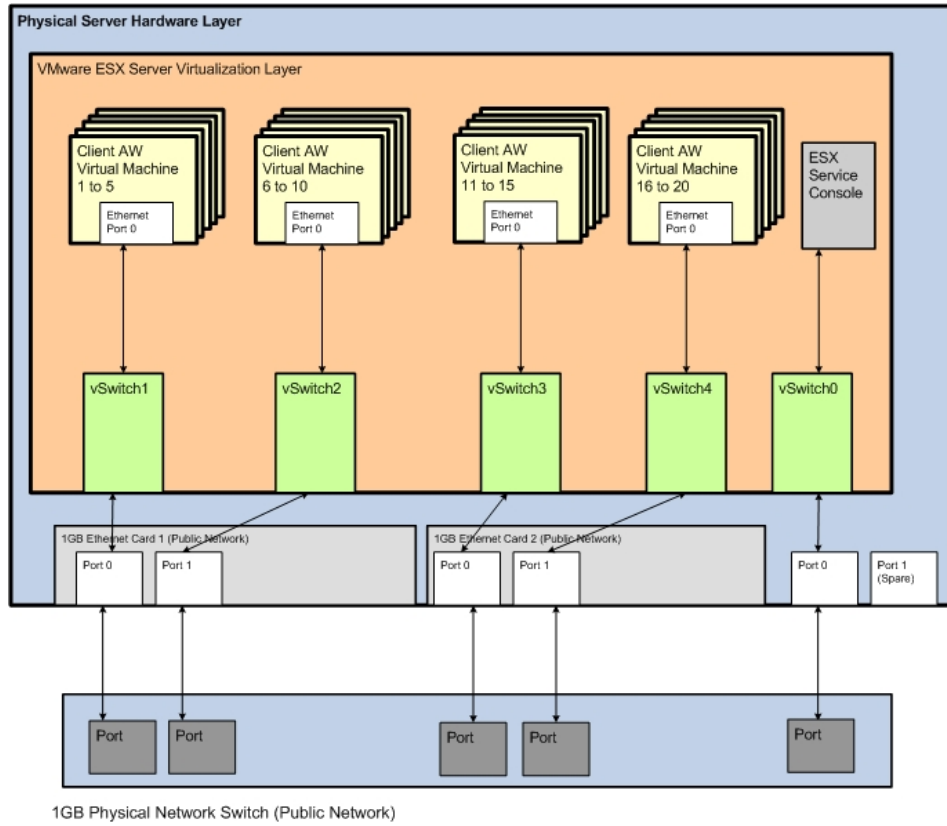 Physical Server Hardware Layer
VMware ESX Server Virtualization Layer
Client AW
Virtual Machine
1 to 5
Ethernet
Port 0
Client AW
Virtual Machine
6 to 10
Ethernet
Port 0
Client AW
Virtual Machine
11 to 15
Ethernet
Port 0
Client AW
Virtual Machine
16 to 20
Ethernet
Port 0
ESX
Service
Console
vSwitch1
vSwitch2
vSwitch3
vSwitch4
vSwitch0
1GB Ethernet Card 1 (Public Network)
Port 0
Port 1
1GB Ethernet Card 2 (Public Network)
Port 0
Port 1
Port 0
Port 1
(Spare)
Port
Port
Port
Port
Port
1GB Physical Network Switch (Public Network)